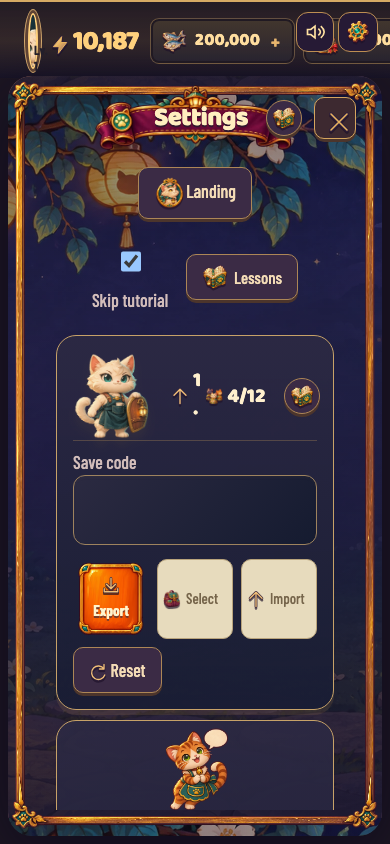 10,187
200,000 +
Settings
Landing
Skip tutorial
Lessons
1
.
4/12
Save code
Export
Select
Import
Reset